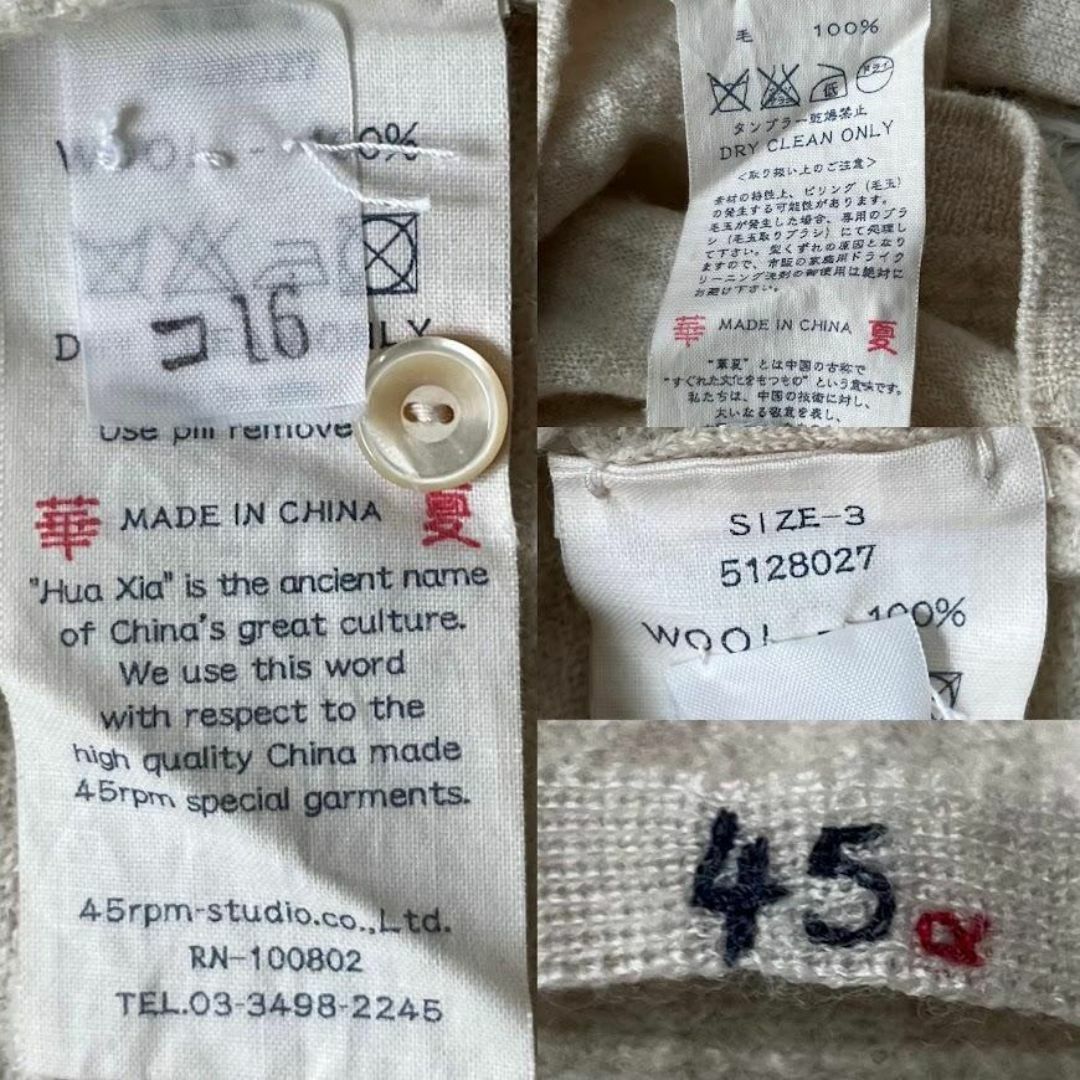 コ16
Use pill remove
華 MADE IN CHINA 夏
"Hua Xia" is the ancient name
of China's great culture.
We use this word
with respect to the
high quality China made
45rpm special garments.
45rpm-studio.co.,Ltd.
RN-100802
TEL.03-3498-2245
毛 100%
低 ドライ
タンブラー乾燥禁止
DRY CLEAN ONLY
<取り扱い上のご注意>
素材の特性上、ピリング(毛玉)
の発生する可能性があります。
毛玉が発生した場合、専用のブラ
シ(毛玉取りブラシ)にて処理し
て下さい。型くずれの原因となり
ますので、市販の家庭用ドライク
リーニング洗剤の御使用は絶対に
お避け下さい。
華 MADE IN CHINA 夏
"華夏"とは中国の古称で
"すぐれた文化をもつもの"という意味です。
私たちは、中国の技術に対し、
大いなる敬意を表し、
SIZE-3
5128027
WOOL 100%
45